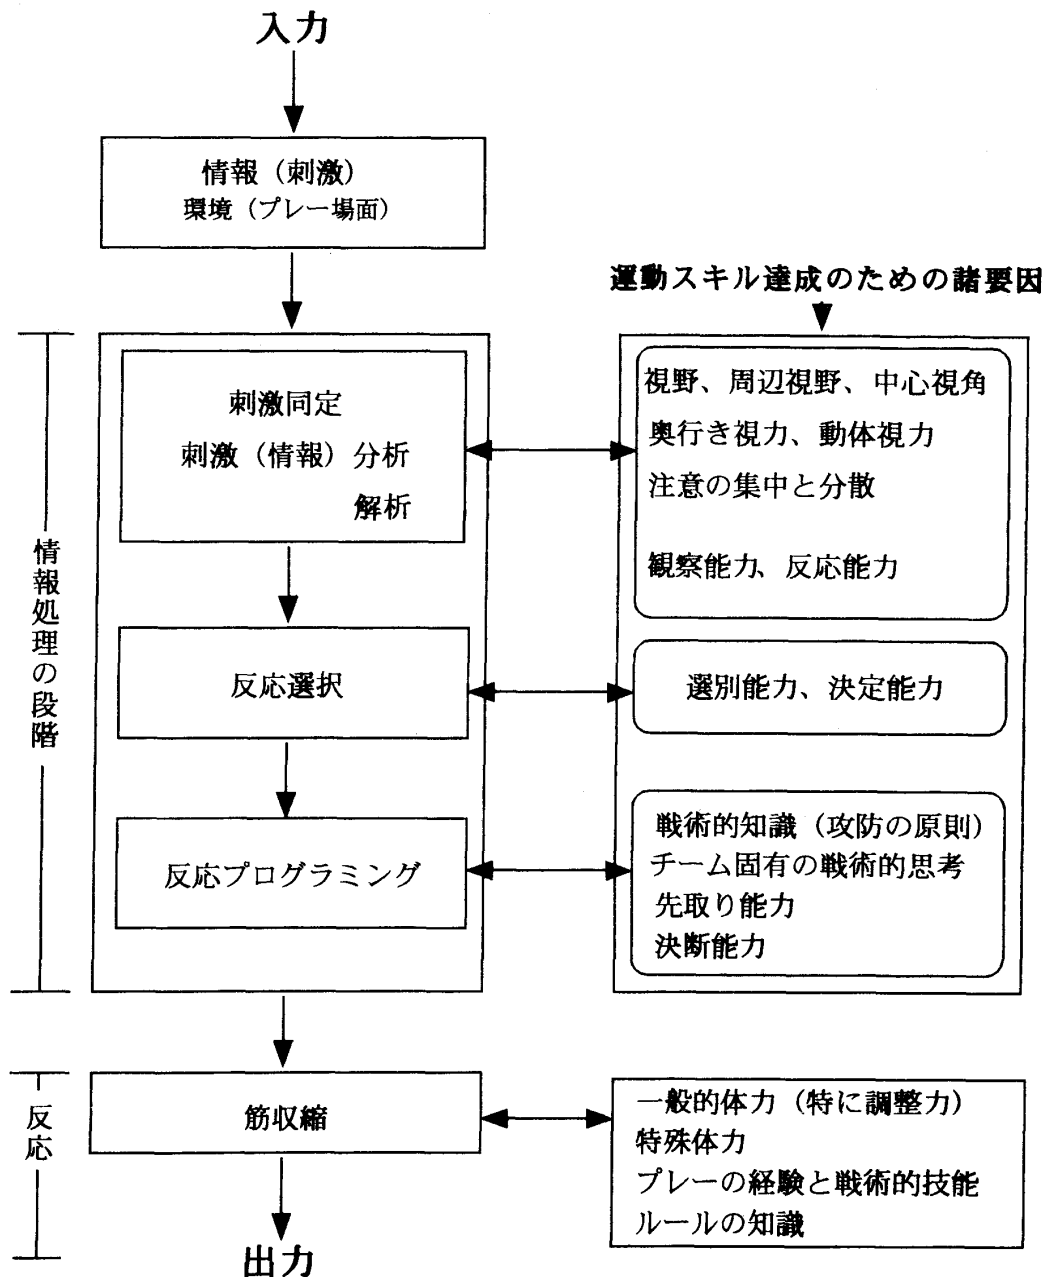 入力
情報（刺激）
環境（プレー場面）
運動スキル達成のための諸要因
情報処理の段階
刺激同定
刺激（情報）分析
解析
視野、周辺視野、中心視角
奥行き視力、動体視力
注意の集中と分散
観察能力、反応能力
反応選択
選別能力、決定能力
反応プログラミング
戦術的知識（攻防の原則）
チーム固有の戦術的思考
先取り能力
決断能力
反応
筋収縮
一般的体力（特に調整力）
特殊体力
プレーの経験と戦術的技能
ルールの知識
出力